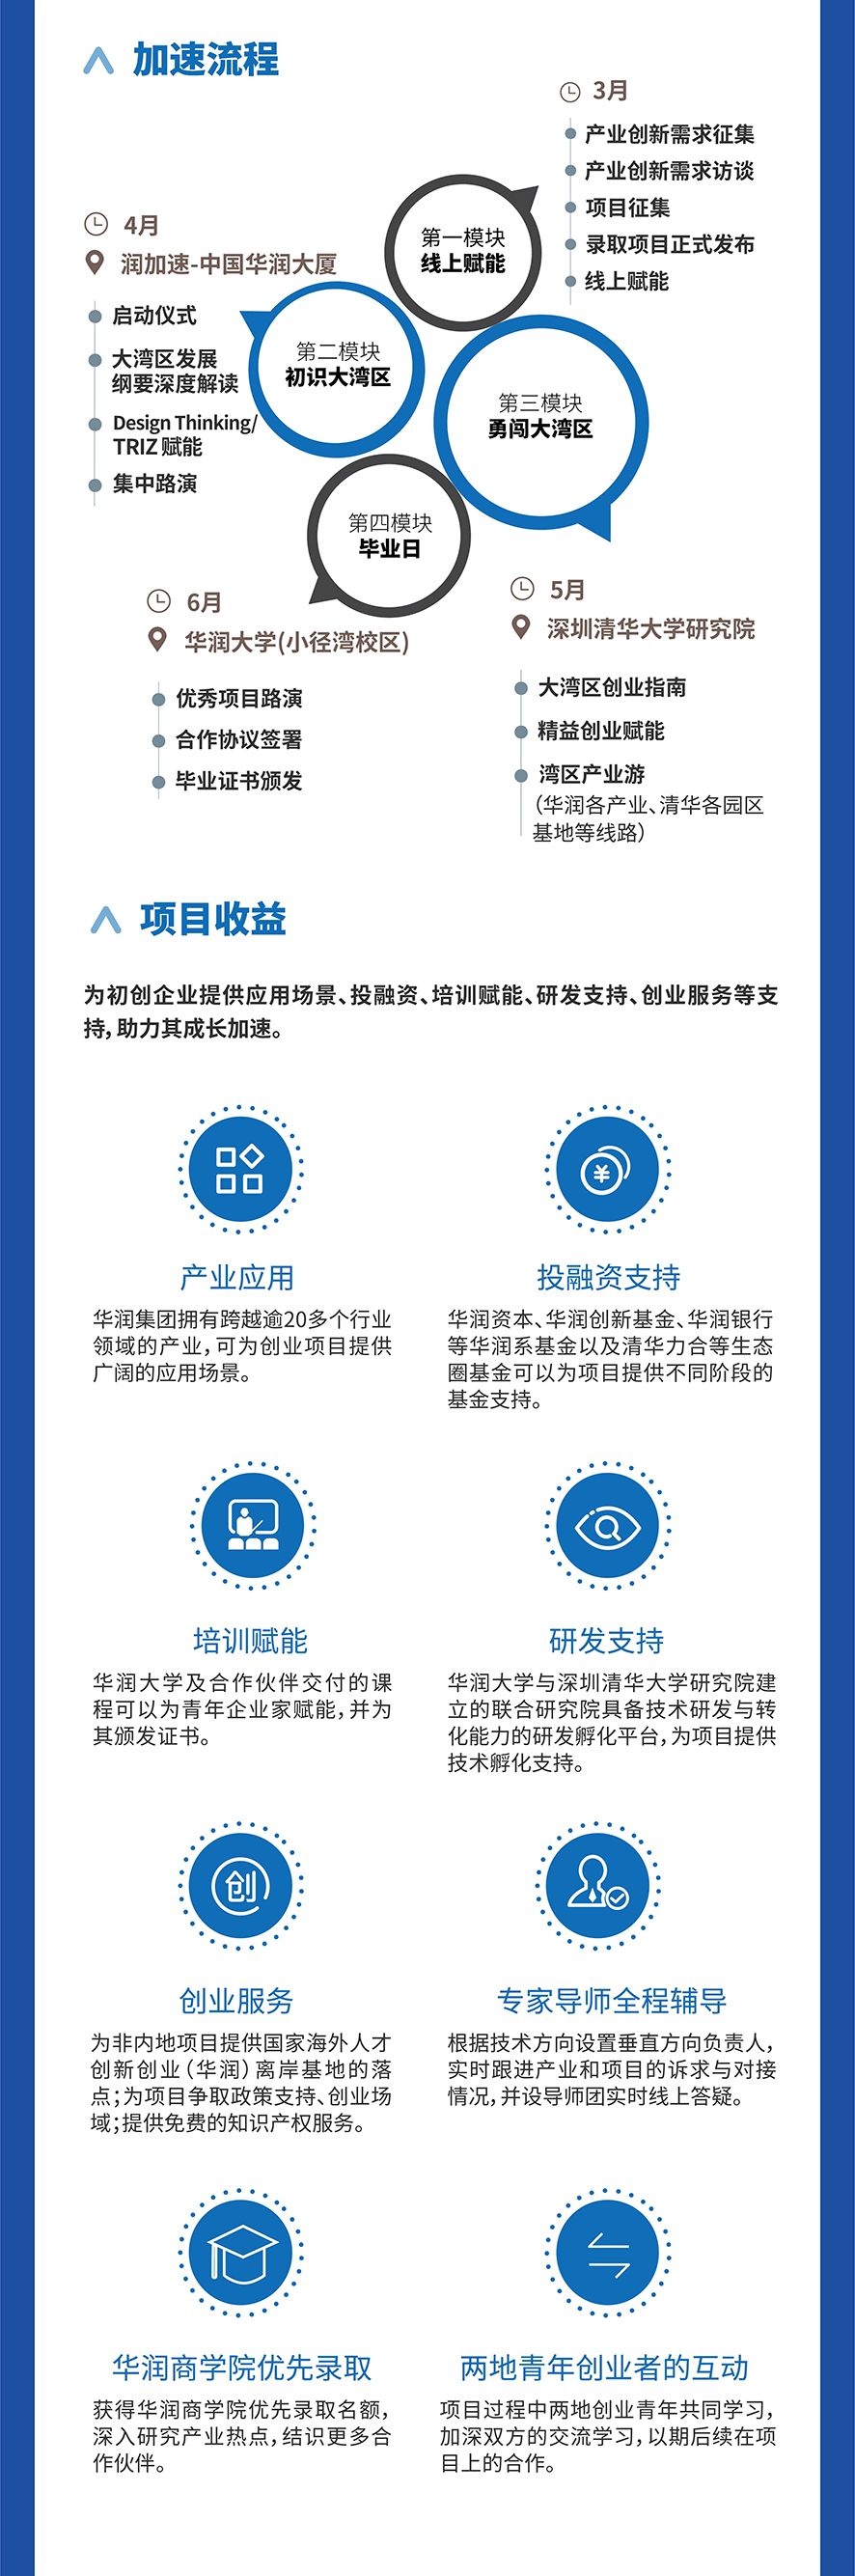 加速流程
3月
产业创新需求征集
产业创新需求访谈
项目征集
录取项目正式发布
线上赋能
第一模块
线上赋能
4月
润加速-中国华润大厦
启动仪式
大湾区发展
纲要深度解读
Design Thinking/
TRIZ 赋能
集中路演
第二模块
初识大湾区
第三模块
勇闯大湾区
第四模块
毕业日
5月
深圳清华大学研究院
大湾区创业指南
精益创业赋能
湾区产业游
（华润各产业、清华各园区
基地等线路）
6月
华润大学(小径湾校区)
优秀项目路演
合作协议签署
毕业证书颁发
项目收益
为初创企业提供应用场景、投融资、培训赋能、研发支持、创业服务等支
持，助力其成长加速。
产业应用
华润集团拥有跨越逾20多个行业
领域的产业，可为创业项目提供
广阔的应用场景。
投融资支持
华润资本、华润创新基金、华润银行
等华润系基金以及清华力合等生态
圈基金可以为项目提供不同阶段的
基金支持。
培训赋能
华润大学及合作伙伴交付的课
程可以为青年企业家赋能，并为
其颁发证书。
研发支持
华润大学与深圳清华大学研究院建
立的联合研究院具备技术研发与转
化能力的研发孵化平台，为项目提供
技术孵化支持。
创
创业服务
为非内地项目提供国家海外人才
创新创业（华润）离岸基地的落
点；为项目争取政策支持、创业场
域；提供免费的知识产权服务。
专家导师全程辅导
根据技术方向设置垂直方向负责人，
实时跟进产业和项目的诉求与对接
情况，并设导师团实时线上答疑。
华润商学院优先录取
获得华润商学院优先录取名额，
深入研究产业热点，结识更多合
作伙伴。
两地青年创业者的互动
项目过程中两地创业青年共同学习，
加深双方的交流学习，以期后续在项
目上的合作。